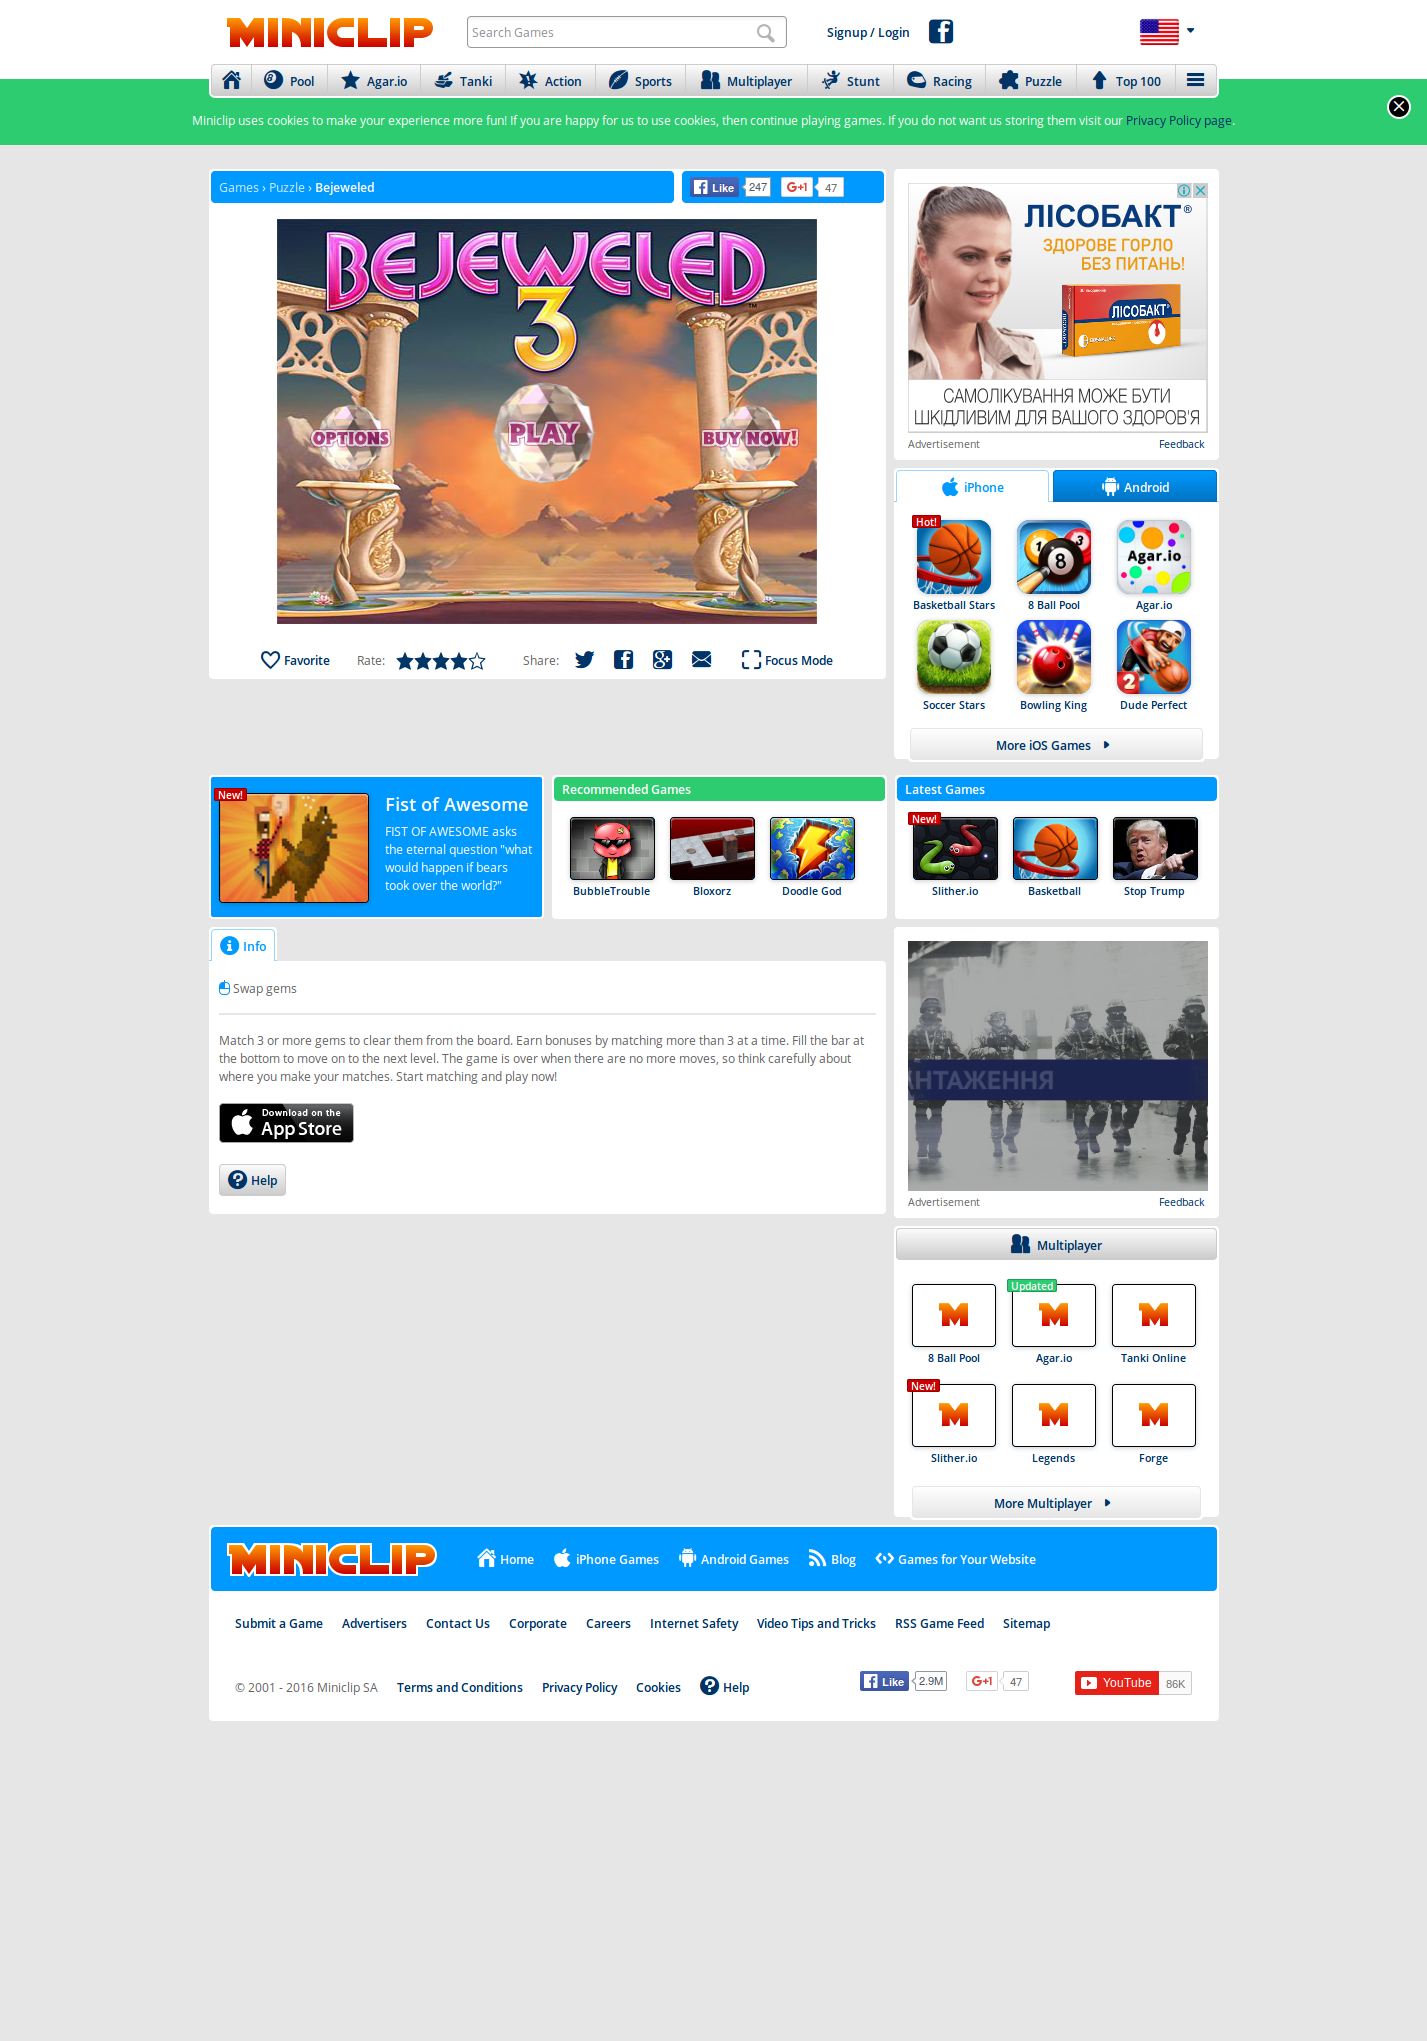 MINICLIP
Search Games
Signup / Login
Pool
Agar.io
Tanki
Action
Sports
Multiplayer
Stunt
Racing
Puzzle
Top 100
Miniclip uses cookies to make your experience more fun! If you are happy for us to use cookies, then continue playing games. If you do not want us storing them visit our Privacy Policy page.
Games › Puzzle › Bejeweled
Like 247
G+1 47
BEJEWELED
3
OPTIONS
PLAY
BUY NOW!
Favorite
Rate:
Share:
Focus Mode
ЛІСОБАКТ®
ЗДОРОВЕ ГОРЛО
БЕЗ ПИТАНЬ!
ЛІСОБАКТ
САМОЛІКУВАННЯ МОЖЕ БУТИ
ШКІДЛИВИМ ДЛЯ ВАШОГО ЗДОРОВ'Я
Advertisement
Feedback
iPhone
Android
Hot!
1
8
3
Agar.io
Basketball Stars
8 Ball Pool
Agar.io
2
Soccer Stars
Bowling King
Dude Perfect
More iOS Games
New!
Fist of Awesome
FIST OF AWESOME asks
the eternal question "what
would happen if bears
took over the world?"
Recommended Games
BubbleTrouble
Bloxorz
Doodle God
Latest Games
New!
Slither.io
Basketball
Stop Trump
Info
Swap gems
Match 3 or more gems to clear them from the board. Earn bonuses by matching more than 3 at a time. Fill the bar at
the bottom to move on to the next level. The game is over when there are no more moves, so think carefully about
where you make your matches. Start matching and play now!
Download on the
App Store
Help
АНТАЖЕННЯ
Advertisement
Feedback
Multiplayer
Updated
M
M
M
8 Ball Pool
Agar.io
Tanki Online
New!
M
M
M
Slither.io
Legends
Forge
More Multiplayer
MINICLIP
Home
iPhone Games
Android Games
Blog
Games for Your Website
Submit a Game
Advertisers
Contact Us
Corporate
Careers
Internet Safety
Video Tips and Tricks
RSS Game Feed
Sitemap
© 2001 - 2016 Miniclip SA
Terms and Conditions
Privacy Policy
Cookies
Help
Like 2.9M
G+1 47
YouTube 86K